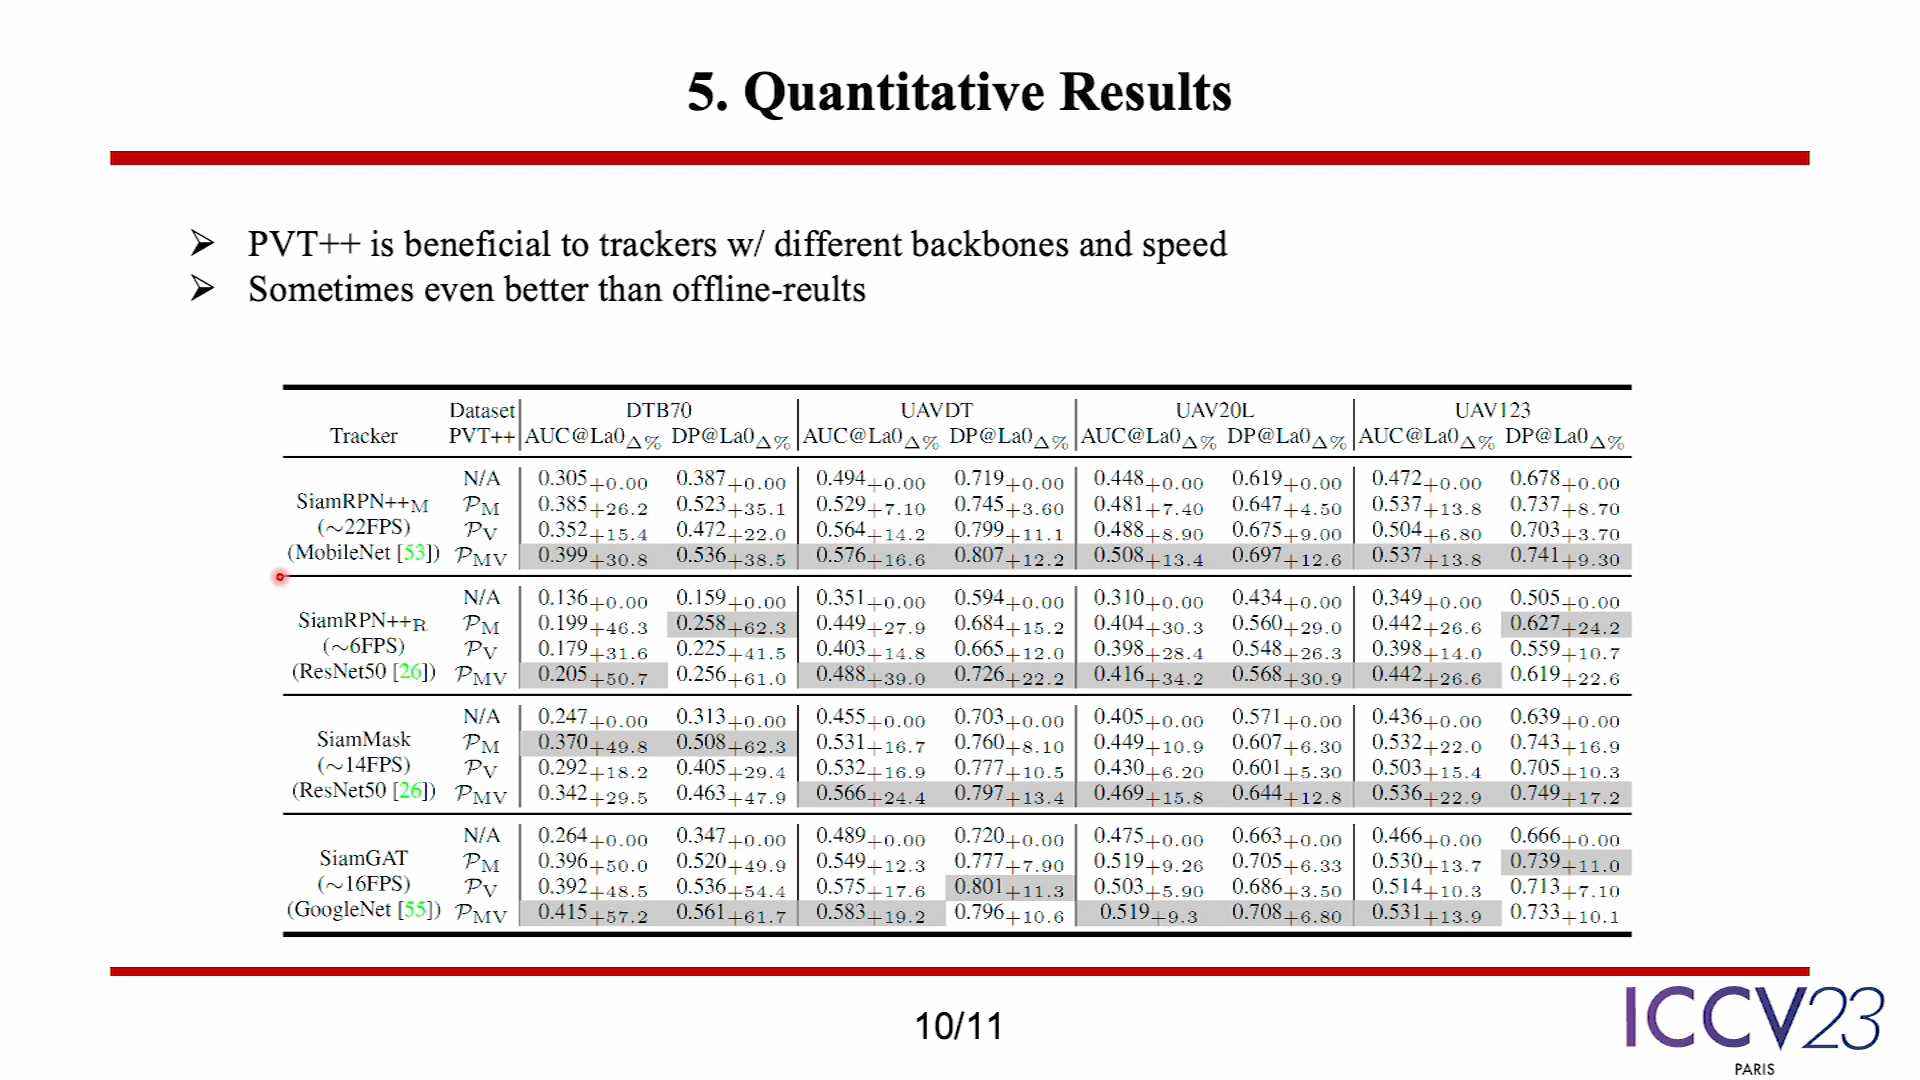 5. Quantitative Results
➢ PVT++ is beneficial to trackers w/ different backbones and speed
➢ Sometimes even better than offline-reults
Dataset DTB70 UAVDT UAV20L UAV123
Tracker PVT++ AUC@La0Δ% DP@La0Δ% AUC@La0Δ% DP@La0Δ% AUC@La0Δ% DP@La0Δ% AUC@La0Δ% DP@La0Δ%
N/A 0.305+0.00 0.387+0.00 0.494+0.00 0.719+0.00 0.448+0.00 0.619+0.00 0.472+0.00 0.678+0.00
SiamRPN++M PM 0.385+26.2 0.523+35.1 0.529+7.10 0.745+3.60 0.481+7.40 0.647+4.50 0.537+13.8 0.737+8.70
(~22FPS) PV 0.352+15.4 0.472+22.0 0.564+14.2 0.799+11.1 0.488+8.90 0.675+9.00 0.504+6.80 0.703+3.70
(MobileNet [53]) PMV 0.399+30.8 0.536+38.5 0.576+16.6 0.807+12.2 0.508+13.4 0.697+12.6 0.537+13.8 0.741+9.30
N/A 0.136+0.00 0.159+0.00 0.351+0.00 0.594+0.00 0.310+0.00 0.434+0.00 0.349+0.00 0.505+0.00
SiamRPN++R PM 0.199+46.3 0.258+62.3 0.449+27.9 0.684+15.2 0.404+30.3 0.560+29.0 0.442+26.6 0.627+24.2
(~6FPS) PV 0.179+31.6 0.225+41.5 0.403+14.8 0.665+12.0 0.398+28.4 0.548+26.3 0.398+14.0 0.559+10.7
(ResNet50 [26]) PMV 0.205+50.7 0.256+61.0 0.488+39.0 0.726+22.2 0.416+34.2 0.568+30.9 0.442+26.6 0.619+22.6
N/A 0.247+0.00 0.313+0.00 0.455+0.00 0.703+0.00 0.405+0.00 0.571+0.00 0.436+0.00 0.639+0.00
SiamMask PM 0.370+49.8 0.508+62.3 0.531+16.7 0.760+8.10 0.449+10.9 0.607+6.30 0.532+22.0 0.743+16.9
(~14FPS) PV 0.292+18.2 0.405+29.4 0.532+16.9 0.777+10.5 0.430+6.20 0.601+5.30 0.503+15.4 0.705+10.3
(ResNet50 [26]) PMV 0.342+29.5 0.463+47.9 0.566+24.4 0.797+13.4 0.469+15.8 0.644+12.8 0.536+22.9 0.749+17.2
N/A 0.264+0.00 0.347+0.00 0.489+0.00 0.720+0.00 0.475+0.00 0.663+0.00 0.466+0.00 0.666+0.00
SiamGAT PM 0.396+50.0 0.520+49.9 0.549+12.3 0.777+7.90 0.519+9.26 0.705+6.33 0.530+13.7 0.739+11.0
(~16FPS) PV 0.392+48.5 0.536+54.4 0.575+17.6 0.801+11.3 0.503+5.90 0.686+3.50 0.514+10.3 0.713+7.10
(GoogleNet [55]) PMV 0.415+57.2 0.561+61.7 0.583+19.2 0.796+10.6 0.519+9.3 0.708+6.80 0.531+13.9 0.733+10.1
10/11
ICCV23
PARIS